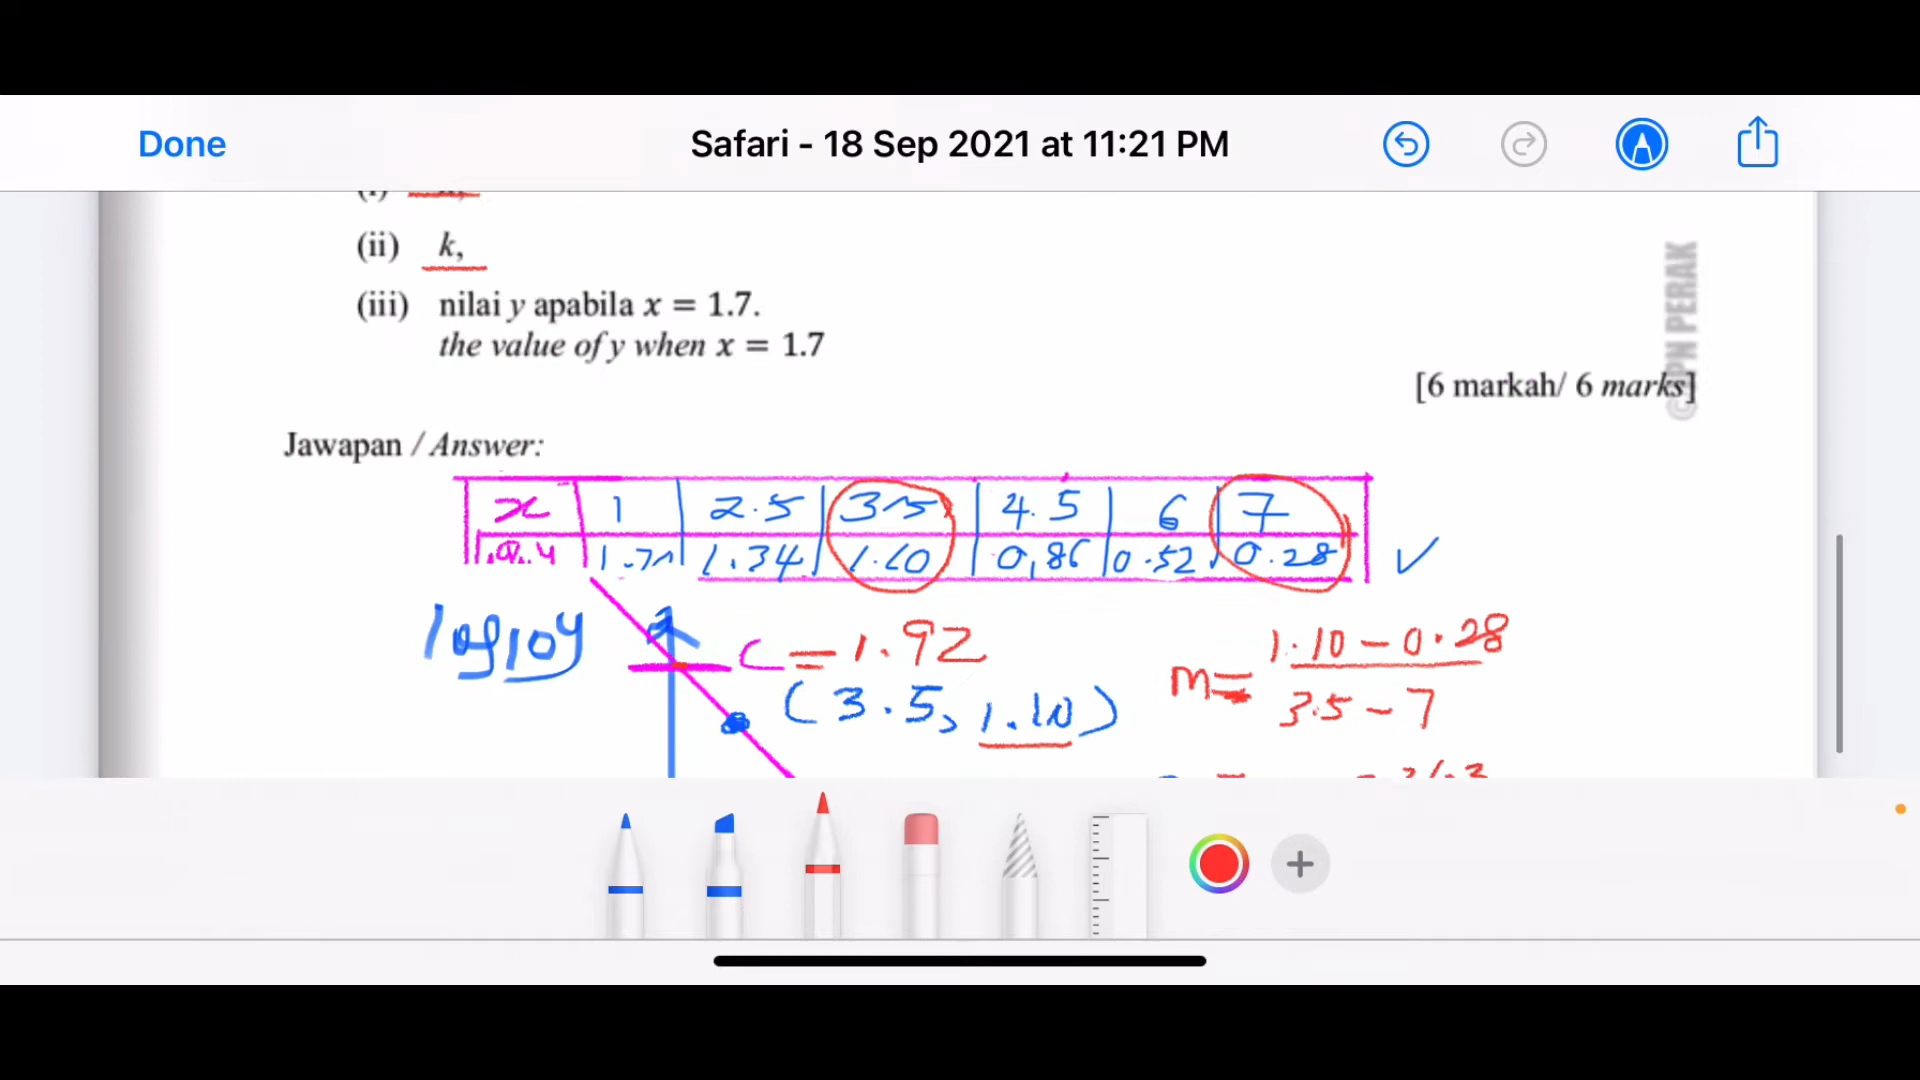 Done
Safari - 18 Sep 2021 at 11:21 PM
(ii) k,
(iii) nilai y apabila x = 1.7.
the value of y when x = 1.7
[6 markah/ 6 marks]
© JPN PERAK
Jawapan / Answer:
x 1 2.5 3.5 4.5 6 7
1.34 1.10 0.86 0.52 0.28
log10y
c = 1.92
(3.5, 1.10)
m = 1.10 - 0.28
3.5 - 7